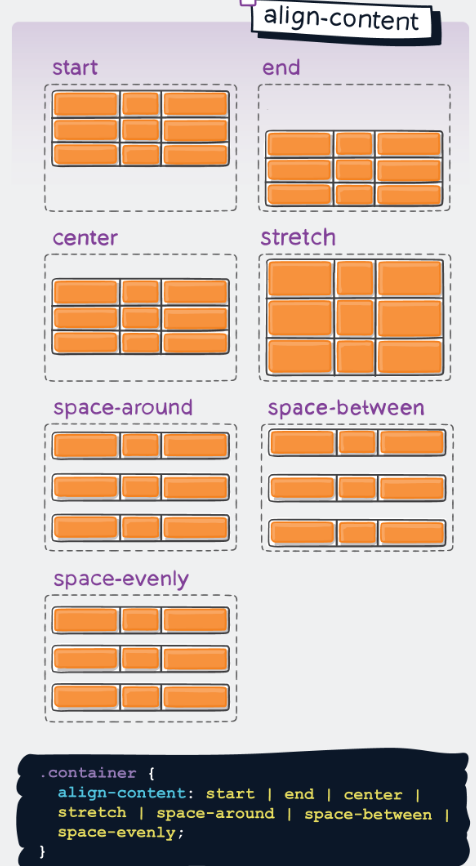 align-content
start
end
center
stretch
space-around
space-between
space-evenly
.container {
align-content: start | end | center |
stretch | space-around | space-between |
space-evenly;
}